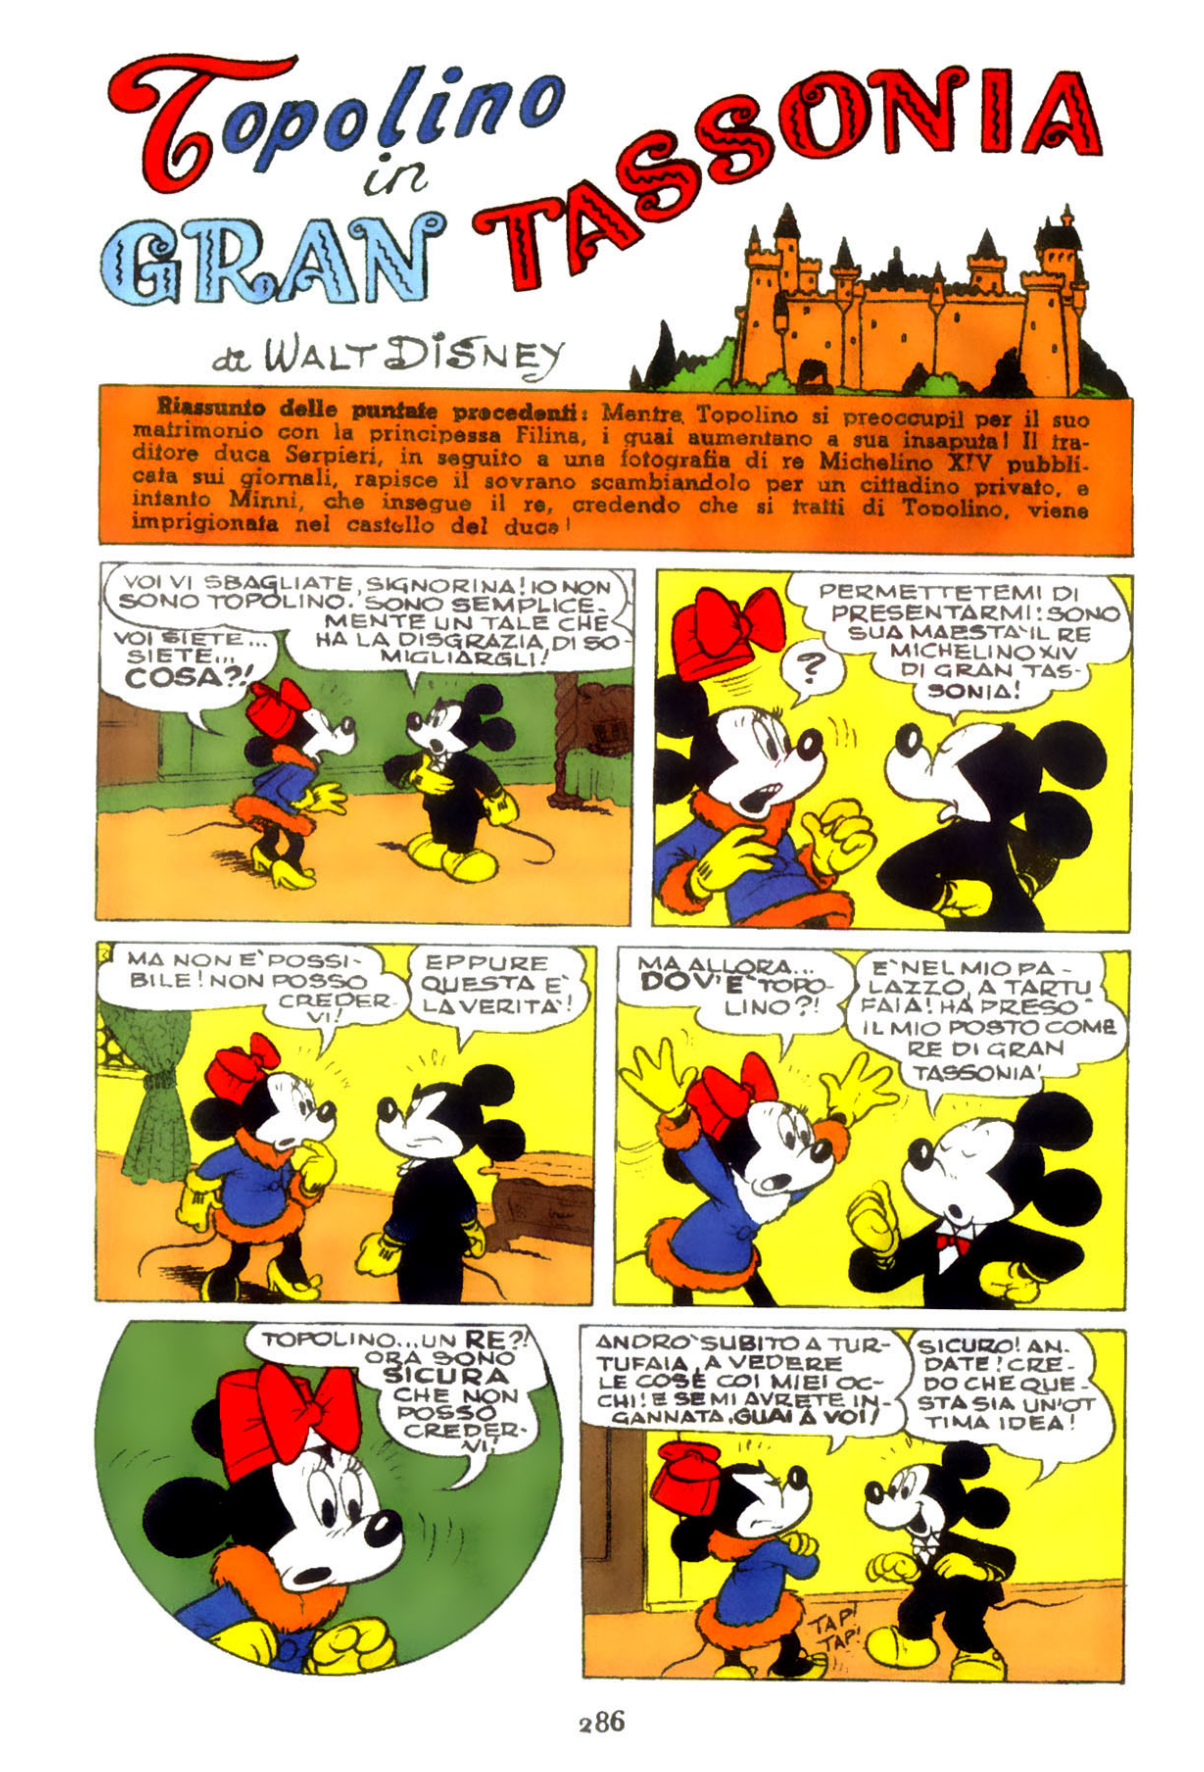 Topolino
in
GRAN TASSONIA
di WALT DISNEY
Riassunto delle puntate precedenti: Mentre Topolino si preoccupil per il suo
matrimonio con la principessa Filina, i guai aumentano a sua insaputa! Il tra-
ditore duca Serpieri, in seguito a una fotografia di re Michelino XIV pubbli-
cata sui giornali, rapisce il sovrano scambiandolo per un cittadino privato, e
intanto Minni, che insegue il re, credendo che si tratti di Topolino, viene
imprigionata nel castello del duca!
VOI VI SBAGLIATE, SIGNORINA! IO NON
SONO TOPOLINO. SONO SEMPLICE-
MENTE UN TALE CHE
HA LA DISGRAZIA, DI SO-
MIGLIARGLI!
VOI SIETE...
SIETE...
COSA?!
PERMETTETEMI DI
PRESENTARMI: SONO
SUA MAESTA' IL RE
MICHELINO XIV
DI GRAN TAS-
SONIA!
?
MA NON E' POSSI-
BILE! NON POSSO
CREDER-
VI!
EPPURE
QUESTA E'
LA VERITA'!
MA ALLORA...
DOV'E' TOPO-
LINO?!
E' NEL MIO PA-
LAZZO, A TARTU
FAIA! HA PRESO
IL MIO POSTO COME
RE DI GRAN
TASSONIA!
TOPOLINO... UN RE?!
ORA SONO
SICURA
CHE NON
POSSO
CREDER-
VI!
ANDRO' SUBITO A TUR-
TUFAIA, A VEDERE
LE COSE COI MIEI OC-
CHI! E SE MI AVRETE IN-
GANNATA, GUAI A VOI!
SICURO! AN-
DATE! CRE-
DO CHE QUE-
STA SIA UN'OT
TIMA IDEA!
TAP!
TAP!
286